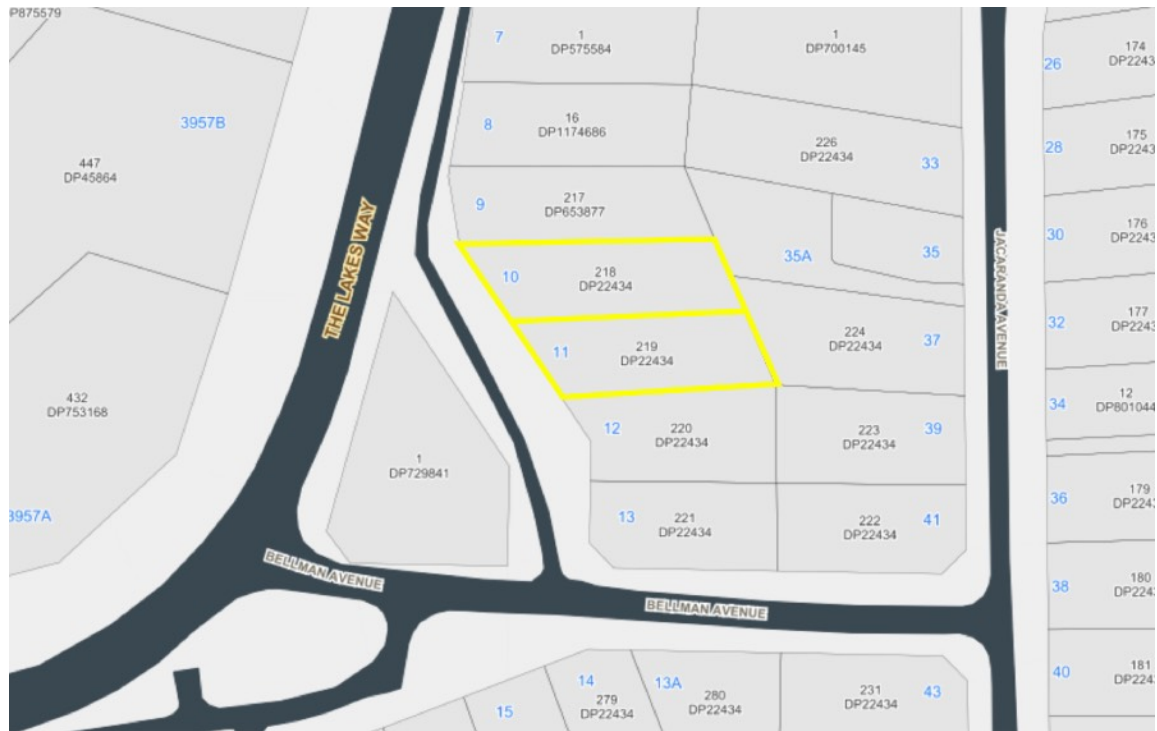 P875579
7
1
DP575584
1
DP700145
26
174
DP2243
3957B
8
16
DP1174686
226
DP22434
33
28
175
DP2243
447
DP45864
9
217
DP653877
35A
35
30
176
DP2243
THE LAKES WAY
JACARANDA AVENUE
10
218
DP22434
32
177
DP2243
11
219
DP22434
224
DP22434
37
432
DP753168
34
12
DP801044
12
220
DP22434
223
DP22434
39
1
DP729841
36
179
DP2243
3957A
13
221
DP22434
222
DP22434
41
BELLMAN AVENUE
BELLMAN AVENUE
38
180
DP2243
14
279
DP22434
13A
280
DP22434
231
DP22434
43
40
181
DP2243
15